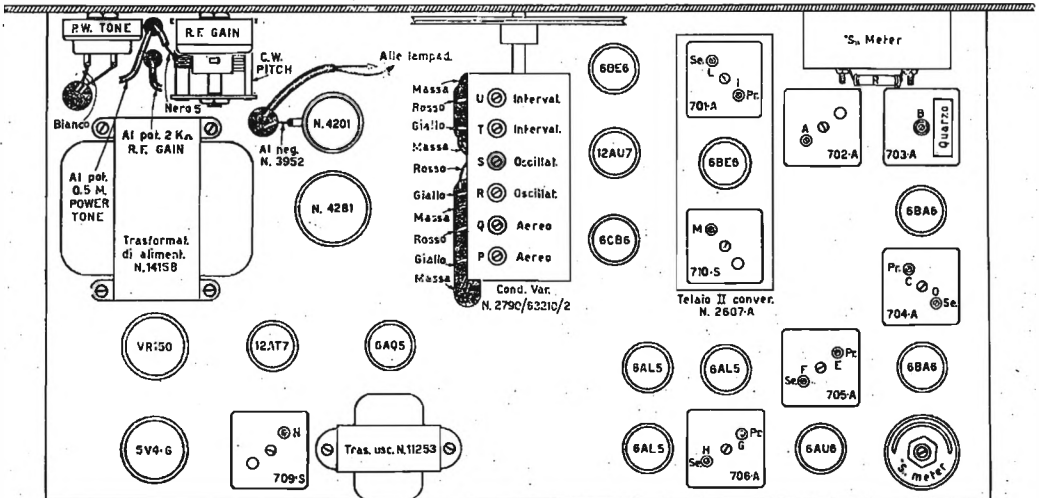 P.W. TONE
R.F. GAIN
C.W.
PITCH
Bianco
Nero S
Al pot. 2 Kn
R.F. GAIN
Al pot.
0.5 M.
POWER
TONE
Alle lampad.
Al neg.
N. 3952
N. 4201
N. 4281
Trasformat.
di aliment.
N.14158
Massa
Rosso
Giallo
Massa
Rosso
Giallo
Massa
Rosso
Giallo
Massa
U Interval.
T Interval.
S Oscillat.
R Oscillat.
Q Aereo
P Aereo
Cond. Var.
N. 2790/63210/2
6BE6
12AU7
6CB6
Se. L I Pr.
701-A
6BE6
M
710-S
Telaio II conver.
N. 2607-A
"S" Meter
A
702-A
B
Quarzo
703-A
6BA6
Pr. C O Se.
704-A
6BA6
VR150
12AT7
6AQ5
6AL5
6AL5
Pr. E F Se.
705-A
5V4-G
N
709-S
Tras. usc. N.11253
6AL5
Pr. G H Se.
706-A
6AU6
"S" meter